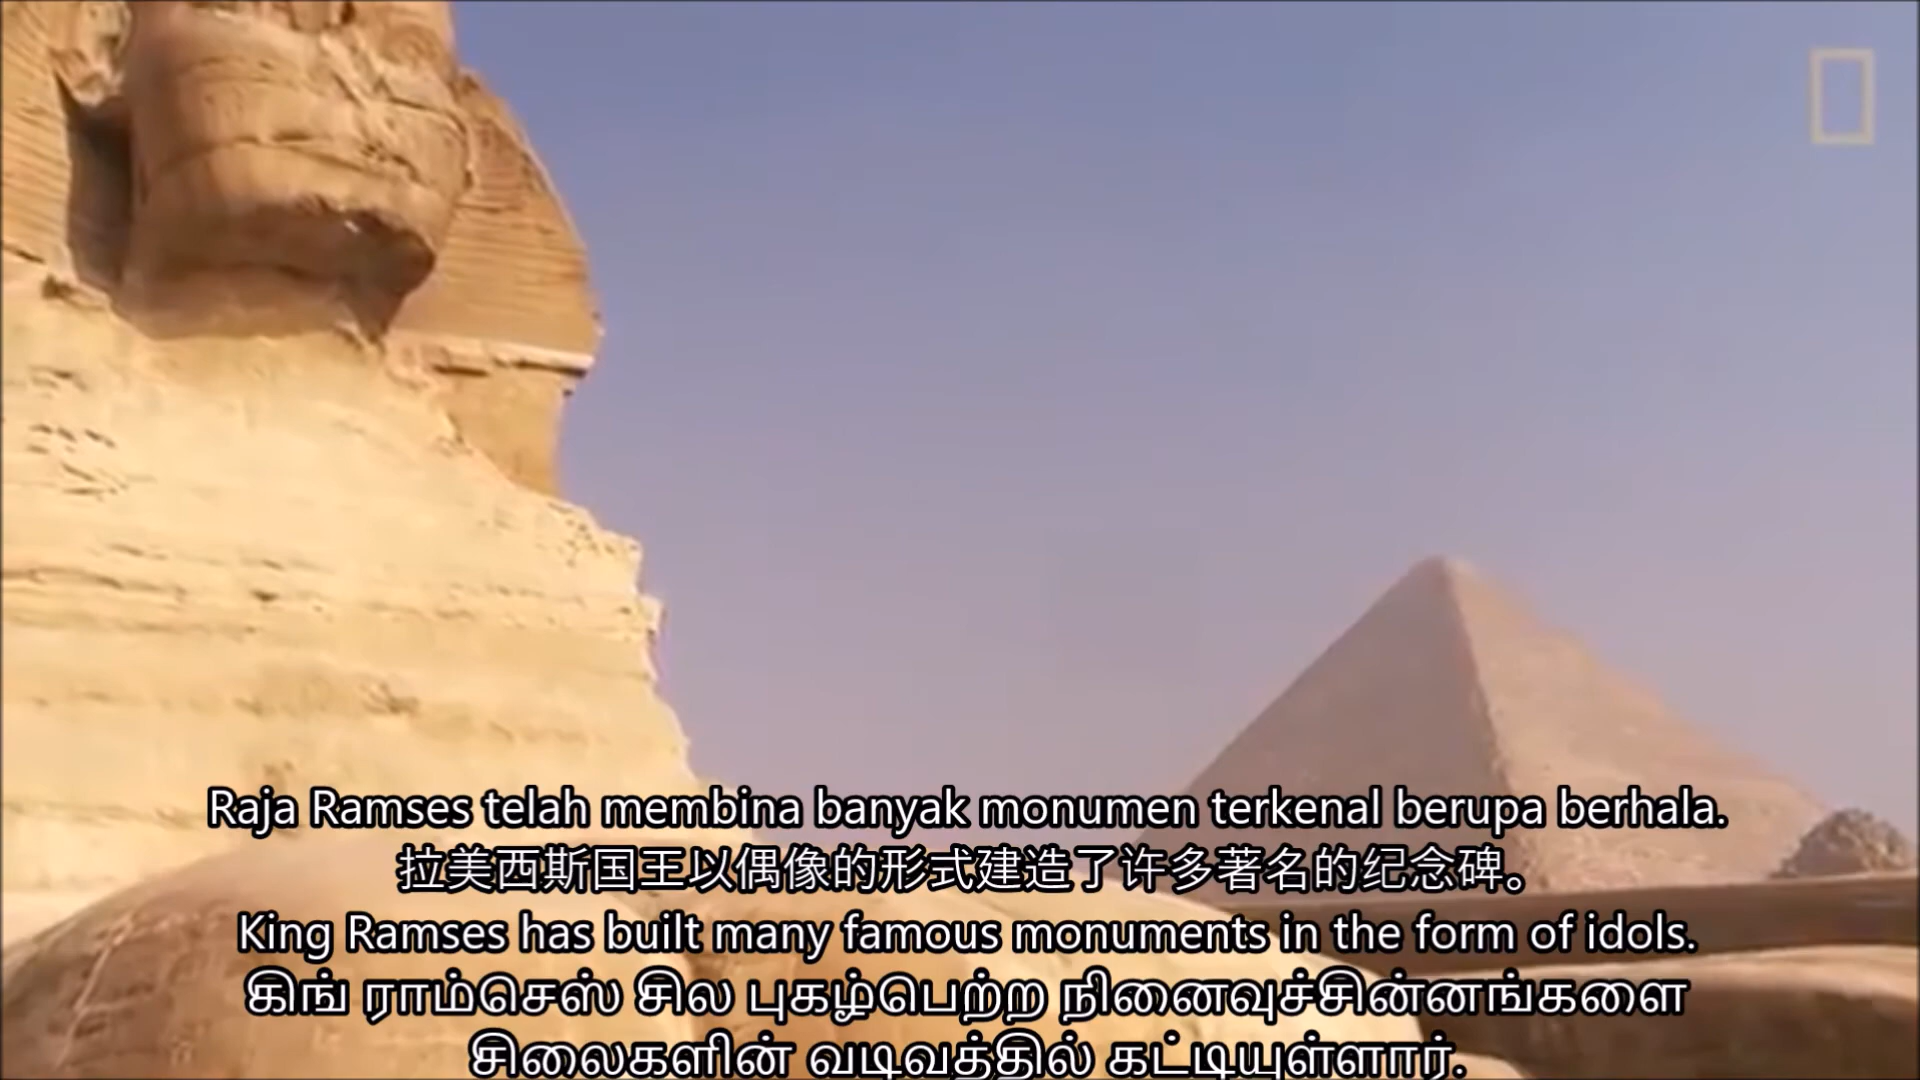 Raja Ramses telah membina banyak monumen terkenal berupa berhala.
拉美西斯国王以偶像的形式建造了许多著名的纪念碑。
King Ramses has built many famous monuments in the form of idols.
கிங் ராம்செஸ் சில புகழ்பெற்ற நினைவுச்சின்னங்களை
சிலைகளின் வடிவத்தில் கட்டியுள்ளார்.